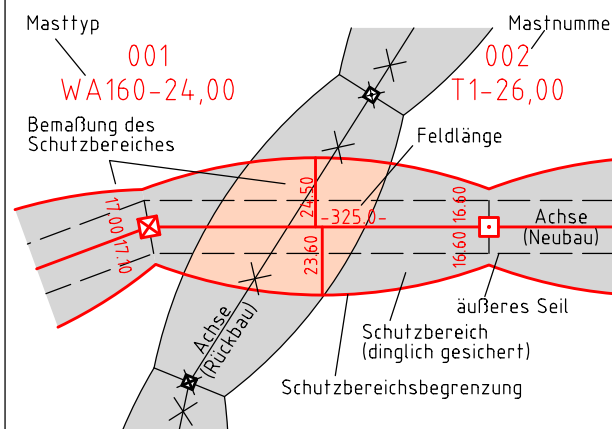 Masttyp
Mastnumme
001
WA160-24,00
002
T1-26,00
Bemaßung des
Schutzbereiches
Feldlänge
17.00
17.10
24.50
-325.0-
23.60
16.60
16.60
Achse
(Neubau)
äußeres Seil
Achse
(Rückbau)
Schutzbereich
(dinglich gesichert)
Schutzbereichsbegrenzung